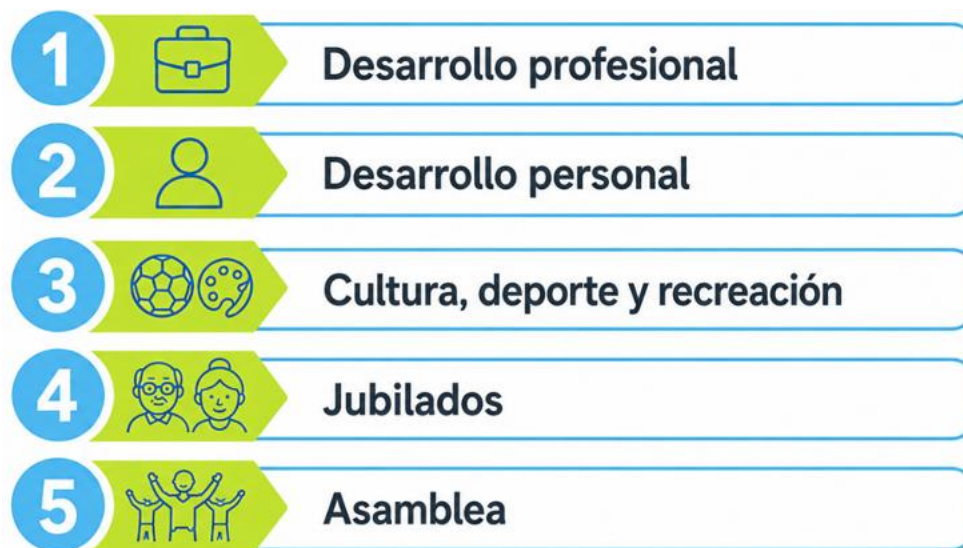 1 Desarrollo profesional
2 Desarrollo personal
3 Cultura, deporte y recreación
4 Jubilados
5 Asamblea